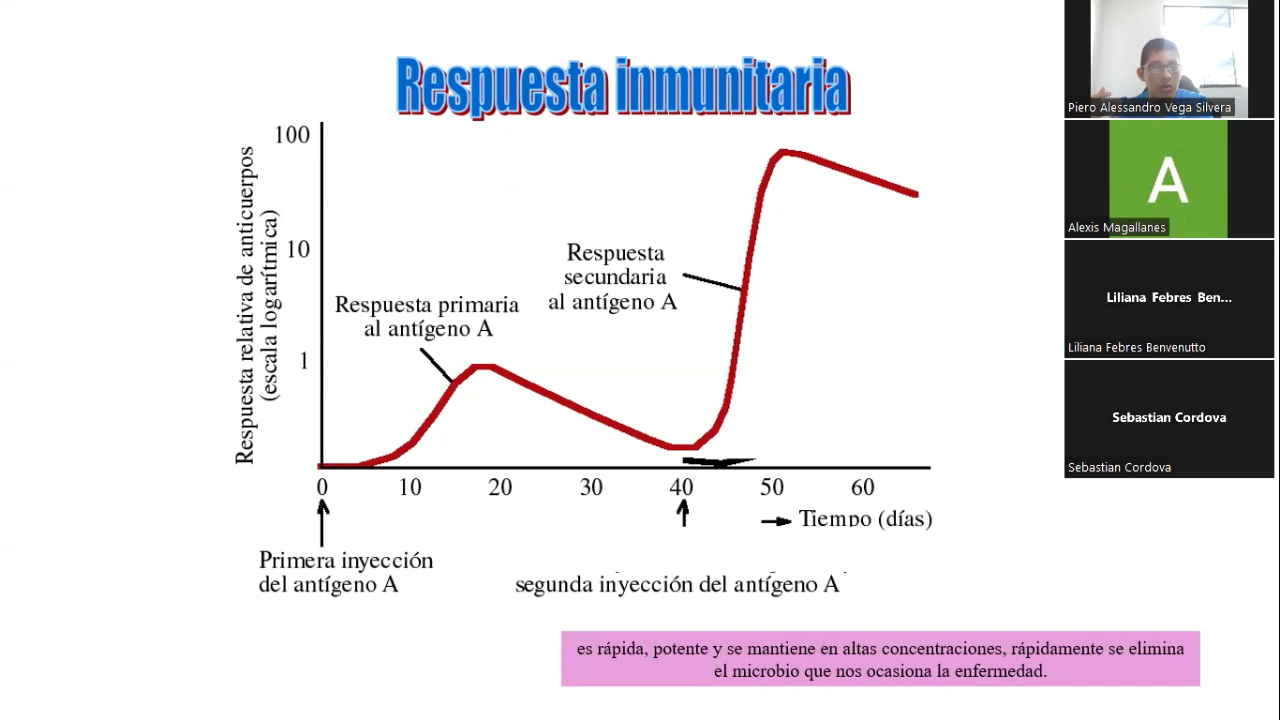 Respuesta inmunitaria
100
10
1
Respuesta relativa de anticuerpos
(escala logarítmica)
Respuesta primaria
al antígeno A
Respuesta
secundaria
al antígeno A
0 10 20 30 40 50 60
Tiempo (días)
Primera inyección
del antígeno A
segunda inyección del antígeno A
es rápida, potente y se mantiene en altas concentraciones, rápidamente se elimina
el microbio que nos ocasiona la enfermedad.
Piero Alessandro Vega Silvera
A
Alexis Magallanes
Liliana Febres Ben...
Liliana Febres Benvenutto
Sebastian Cordova
Sebastian Cordova